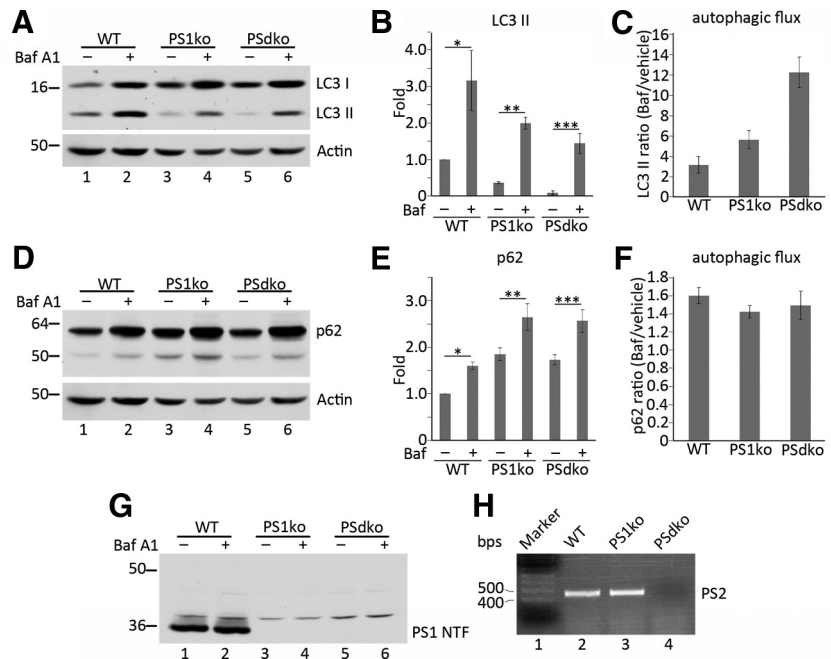 A
WT PS1ko PSdko
Baf A1 – + – + – +
16 LC3 I
LC3 II
50 Actin
1 2 3 4 5 6
B
LC3 II
Fold
4.0
3.0
2.0
1.0
0
* ** ***
Baf – + – + – +
WT PS1ko PSdko
C
autophagic flux
LC3 II ratio (Baf/vehicle)
16
14
12
10
8
6
4
2
0
WT PS1ko PSdko
D
WT PS1ko PSdko
Baf A1 – + – + – +
64
p62
50
50 Actin
1 2 3 4 5 6
E
p62
Fold
3.0
2.0
1.0
0
* ** ***
Baf – + – + – +
WT PS1ko PSdko
F
autophagic flux
p62 ratio (Baf/vehicle)
1.8
1.6
1.4
1.2
1.0
0.8
0.6
0.4
0.2
0
WT PS1ko PSdko
G
WT PS1ko PSdko
Baf A1 – + – + – +
50
36
PS1 NTF
1 2 3 4 5 6
H
Marker WT PS1ko PSdko
bps
500
400
PS2
1 2 3 4